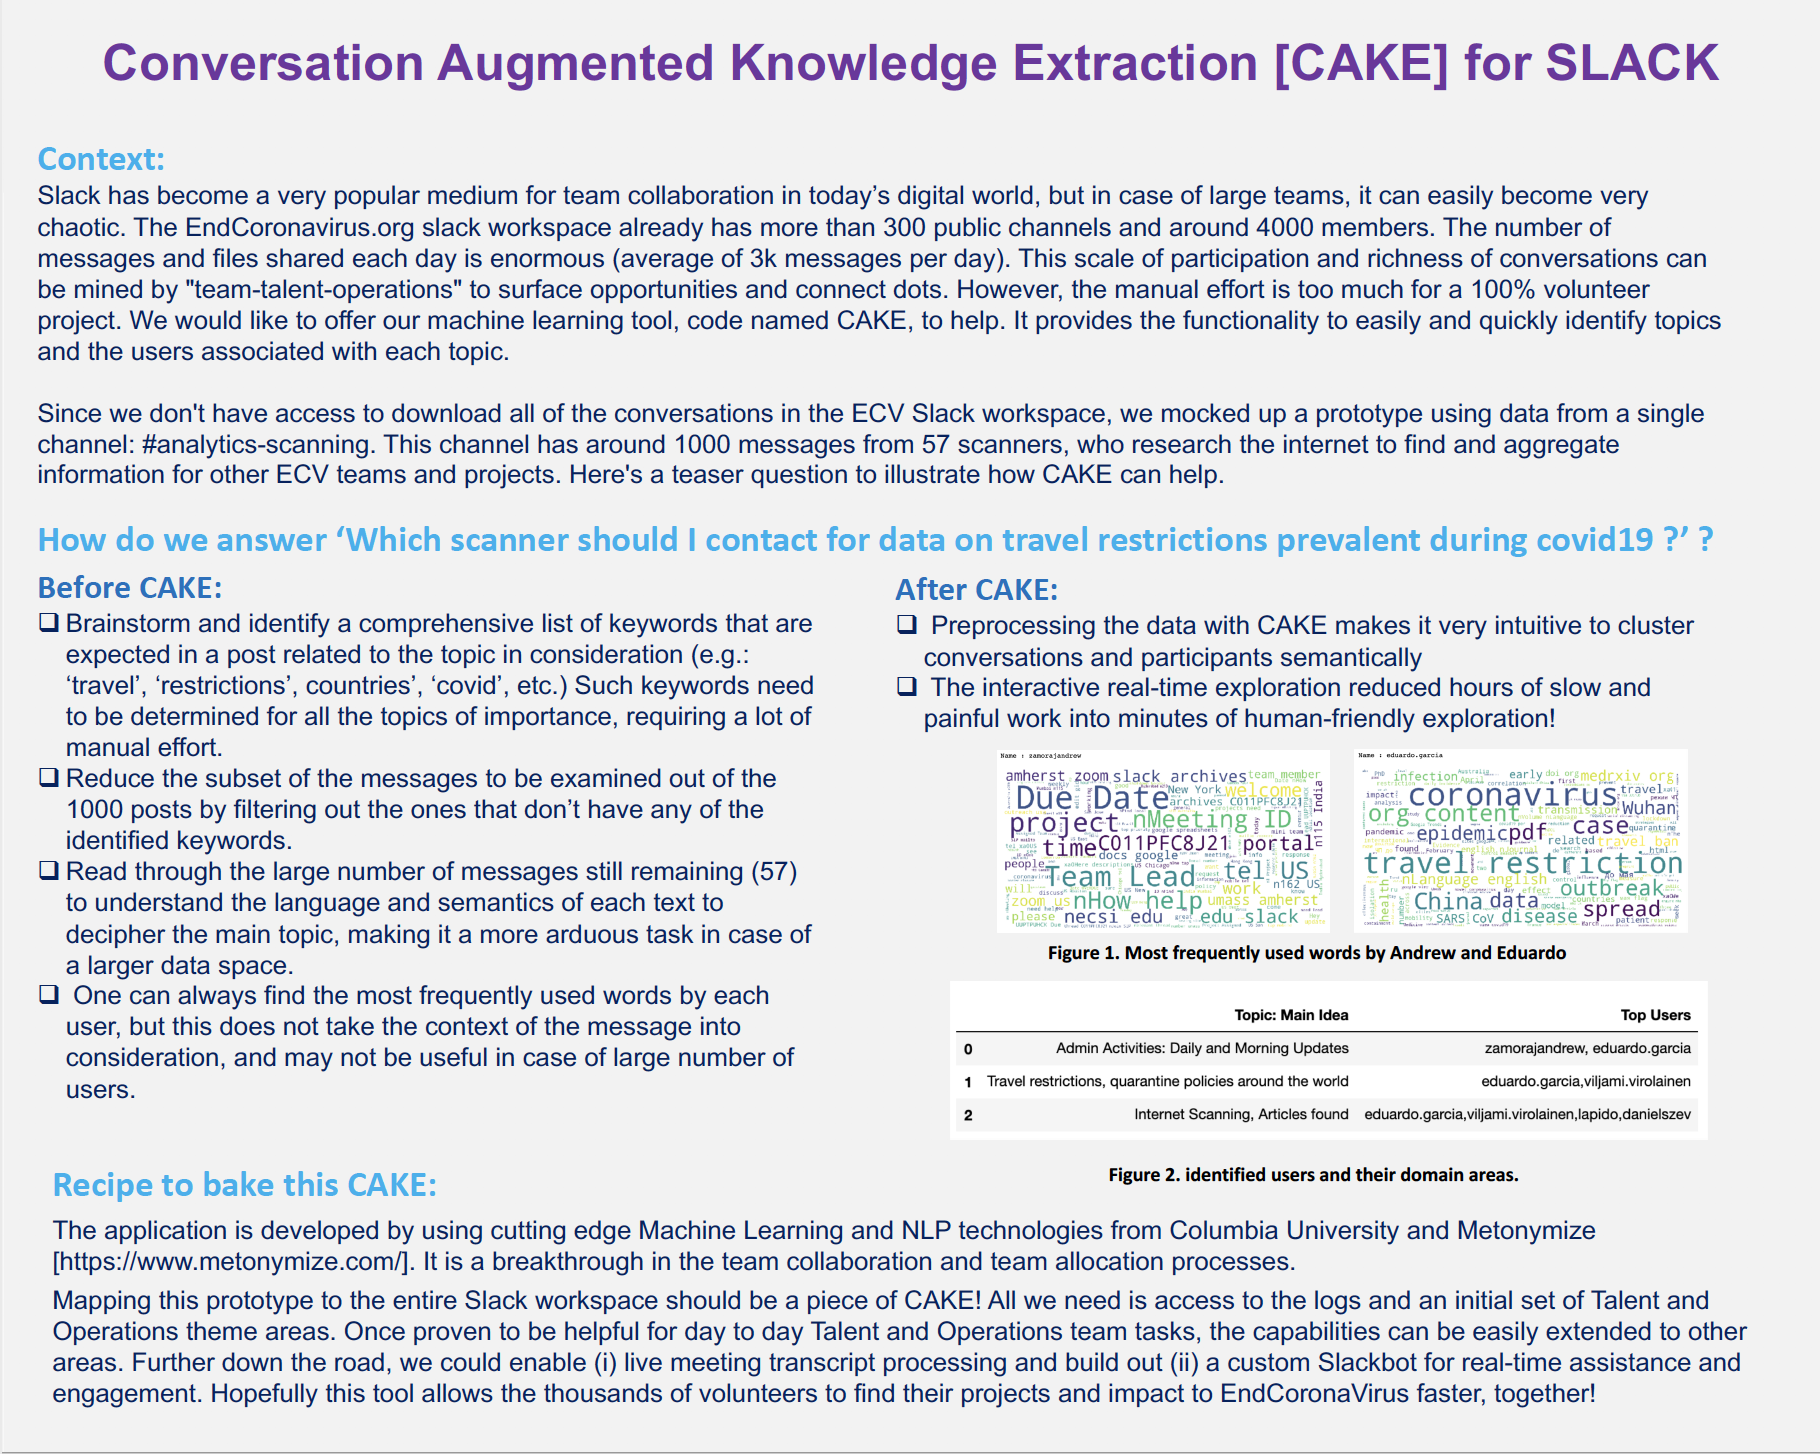 Conversation Augmented Knowledge Extraction [CAKE] for SLACK
Context:
Slack has become a very popular medium for team collaboration in today’s digital world, but in case of large teams, it can easily become very
chaotic. The EndCoronavirus.org slack workspace already has more than 300 public channels and around 4000 members. The number of
messages and files shared each day is enormous (average of 3k messages per day). This scale of participation and richness of conversations can
be mined by "team-talent-operations" to surface opportunities and connect dots. However, the manual effort is too much for a 100% volunteer
project. We would like to offer our machine learning tool, code named CAKE, to help. It provides the functionality to easily and quickly identify topics
and the users associated with each topic.
Since we don't have access to download all of the conversations in the ECV Slack workspace, we mocked up a prototype using data from a single
channel: #analytics-scanning. This channel has around 1000 messages from 57 scanners, who research the internet to find and aggregate
information for other ECV teams and projects. Here's a teaser question to illustrate how CAKE can help.
How do we answer ‘Which scanner should I contact for data on travel restrictions prevalent during covid19 ?’ ?
Before CAKE:
❑ Brainstorm and identify a comprehensive list of keywords that are
expected in a post related to the topic in consideration (e.g.:
‘travel’, ‘restrictions’, countries’, ‘covid’, etc.) Such keywords need
to be determined for all the topics of importance, requiring a lot of
manual effort.
❑ Reduce the subset of the messages to be examined out of the
1000 posts by filtering out the ones that don’t have any of the
identified keywords.
❑ Read through the large number of messages still remaining (57)
to understand the language and semantics of each text to
decipher the main topic, making it a more arduous task in case of
a larger data space.
❑ One can always find the most frequently used words by each
user, but this does not take the context of the message into
consideration, and may not be useful in case of large number of
users.
After CAKE:
❑ Preprocessing the data with CAKE makes it very intuitive to cluster
conversations and participants semantically
❑ The interactive real-time exploration reduced hours of slow and
painful work into minutes of human-friendly exploration!
Name : zamorajandrew
amherst zoom slack archives team member
Due Date New York welcome
archives C011PFC8J21
project nMeeting ID
time C011PFC8J21 portal
n115 India
people docs google
Team Lead tel US
request
will work n162 US
zoom us nHow help umass amherst
please necsi edu great edu slack
Name : eduardo.garcia
infection early doi org medrxiv org
April
impact coronavirus travel
analysis
org content Wuhan
pandemic epidemic pdf case quarantine
transmission
found related travel ban
travel restriction
nLanguage english
health outbreak
China data
model
countries
SARS CoV disease spread
mobility patient
March
Figure 1. Most frequently used words by Andrew and Eduardo
Topic: Main Idea Top Users
0 Admin Activities: Daily and Morning Updates zamorajandrew, eduardo.garcia
1 Travel restrictions, quarantine policies around the world eduardo.garcia,viljami.virolainen
2 Internet Scanning, Articles found eduardo.garcia,viljami.virolainen,lapido,danielszev
Figure 2. identified users and their domain areas.
Recipe to bake this CAKE:
The application is developed by using cutting edge Machine Learning and NLP technologies from Columbia University and Metonymize
[https://www.metonymize.com/]. It is a breakthrough in the team collaboration and team allocation processes.
Mapping this prototype to the entire Slack workspace should be a piece of CAKE! All we need is access to the logs and an initial set of Talent and
Operations theme areas. Once proven to be helpful for day to day Talent and Operations team tasks, the capabilities can be easily extended to other
areas. Further down the road, we could enable (i) live meeting transcript processing and build out (ii) a custom Slackbot for real-time assistance and
engagement. Hopefully this tool allows the thousands of volunteers to find their projects and impact to EndCoronaVirus faster, together!